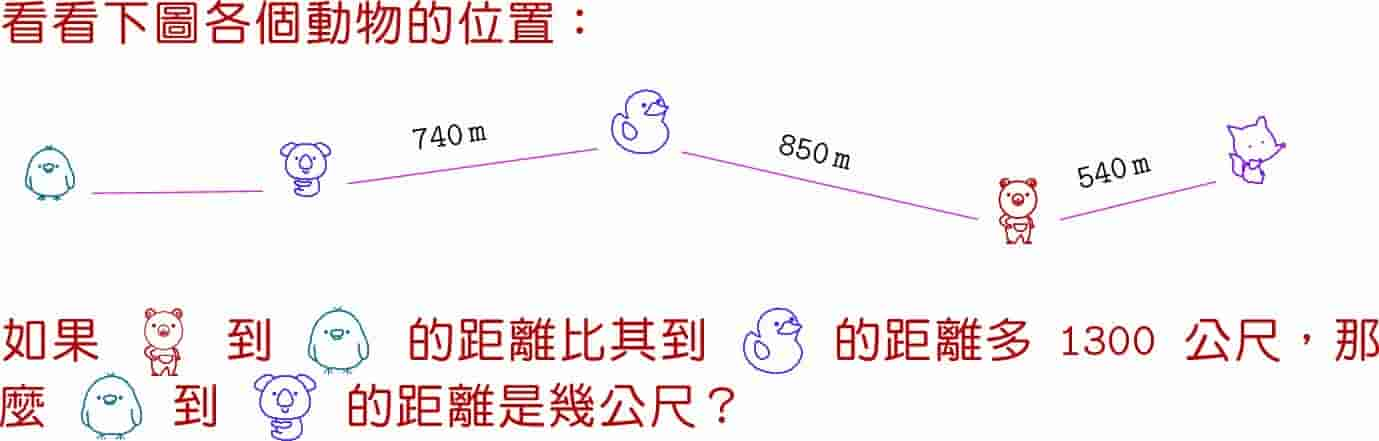 看看下圖各個動物的位置：
740 m
850 m
540 m
如果 到 的距離比其到 的距離多 1300 公尺，那
麼 到 的距離是幾公尺？